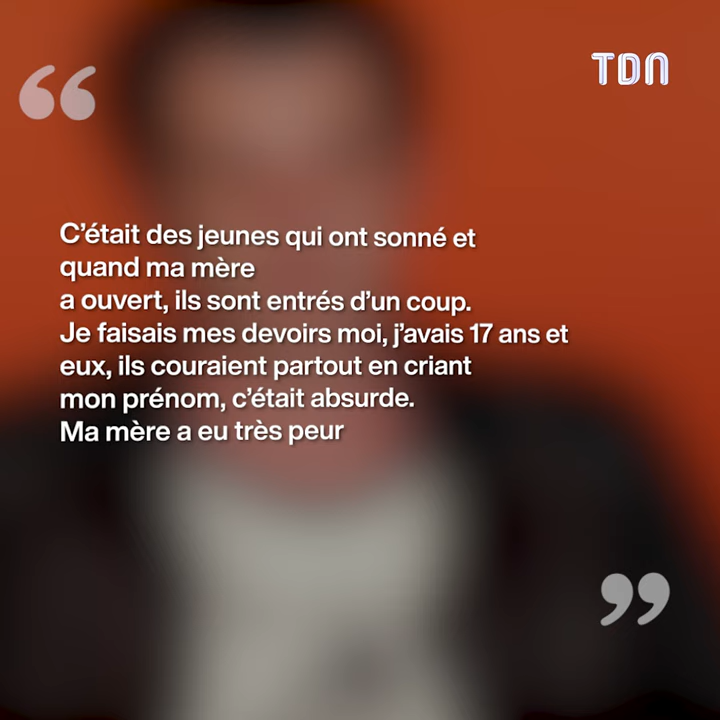 TDN
“
C’était des jeunes qui ont sonné et
quand ma mère
a ouvert, ils sont entrés d’un coup.
Je faisais mes devoirs moi, j’avais 17 ans et
eux, ils couraient partout en criant
mon prénom, c’était absurde.
Ma mère a eu très peur
”